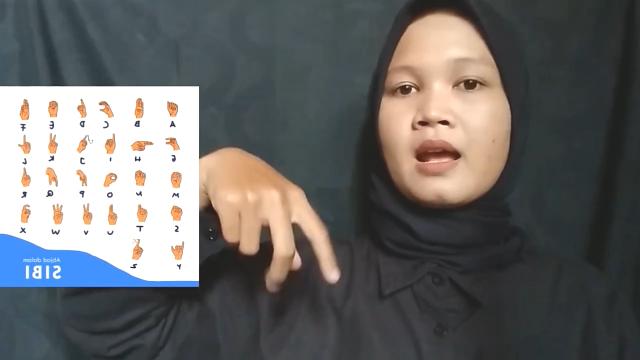 A B C D E F
G H I J K L
M N O P Q R
S T U V W X
Y Z
Abjad dalam
SIBI